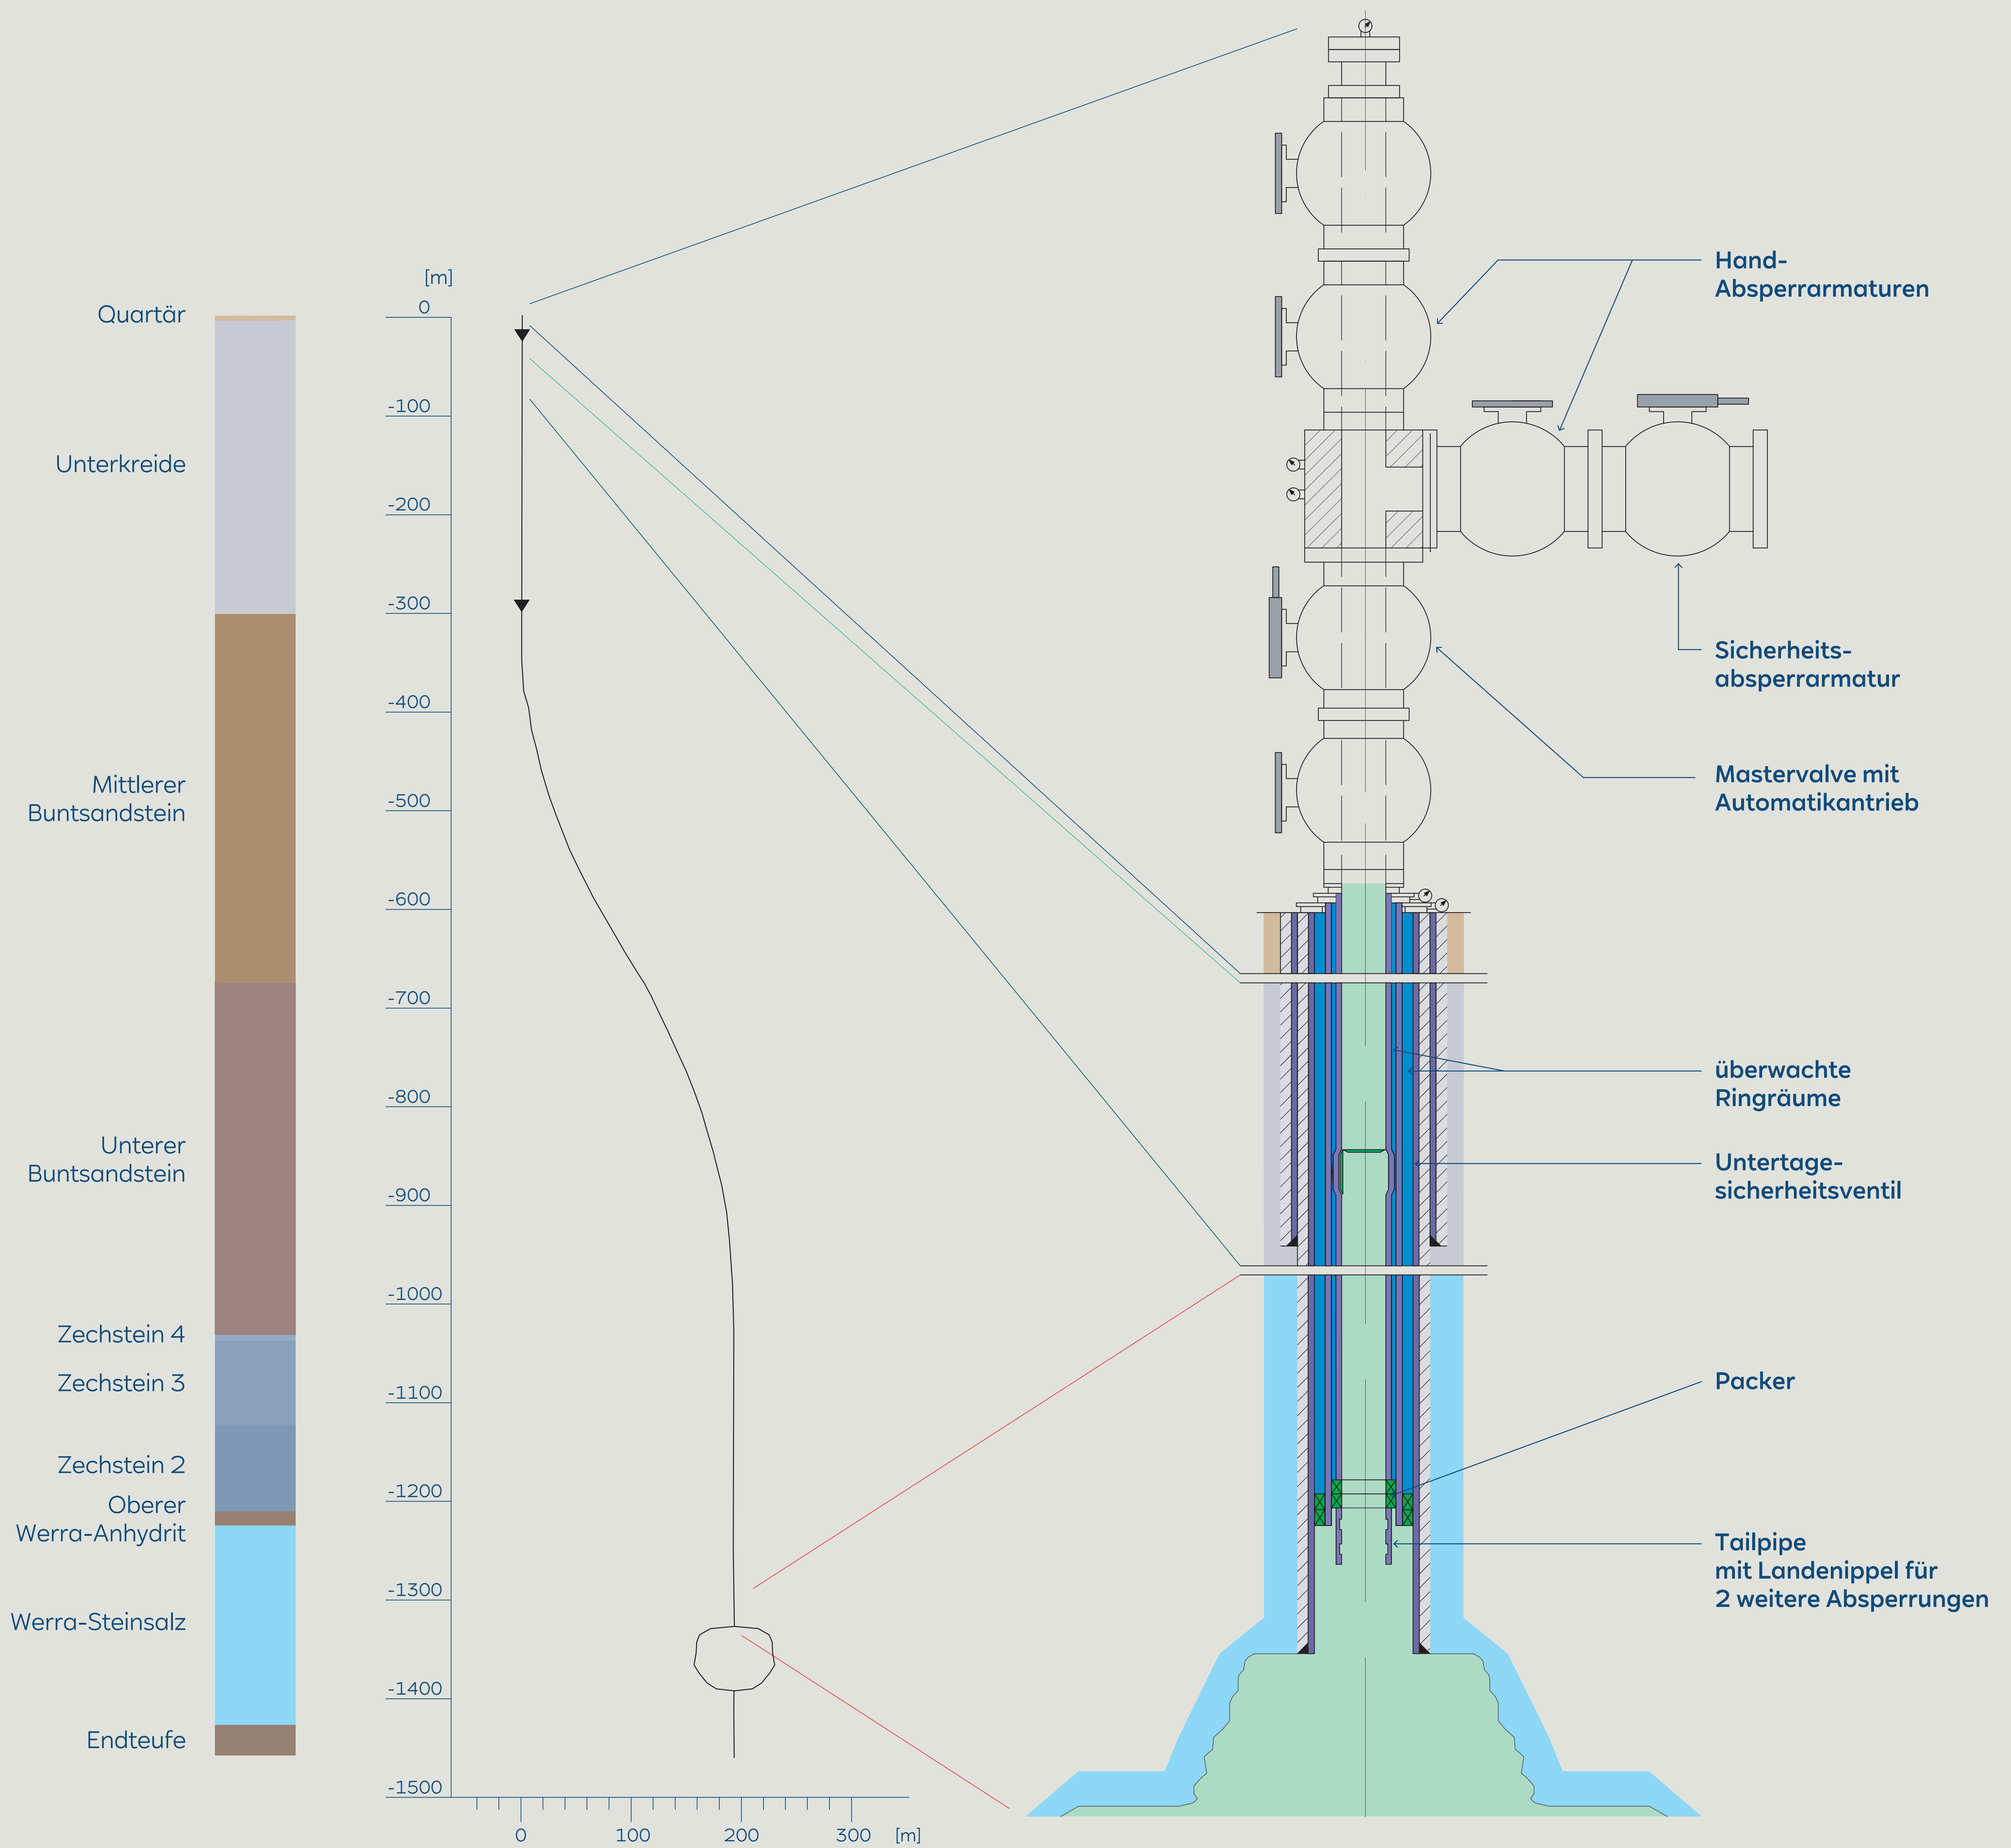 Quartär
Unterkreide
Mittlerer
Buntsandstein
Unterer
Buntsandstein
Zechstein 4
Zechstein 3
Zechstein 2
Oberer
Werra-Anhydrit
Werra-Steinsalz
Endteufe
[m]
0
-100
-200
-300
-400
-500
-600
-700
-800
-900
-1000
-1100
-1200
-1300
-1400
-1500
0
100
200
300
[m]
Hand-
Absperrarmaturen
Sicherheits-
absperrarmatur
Mastervalve mit
Automatikantrieb
überwachte
Ringräume
Untertage-
sicherheitsventil
Packer
Tailpipe
mit Landenippel für
2 weitere Absperrungen